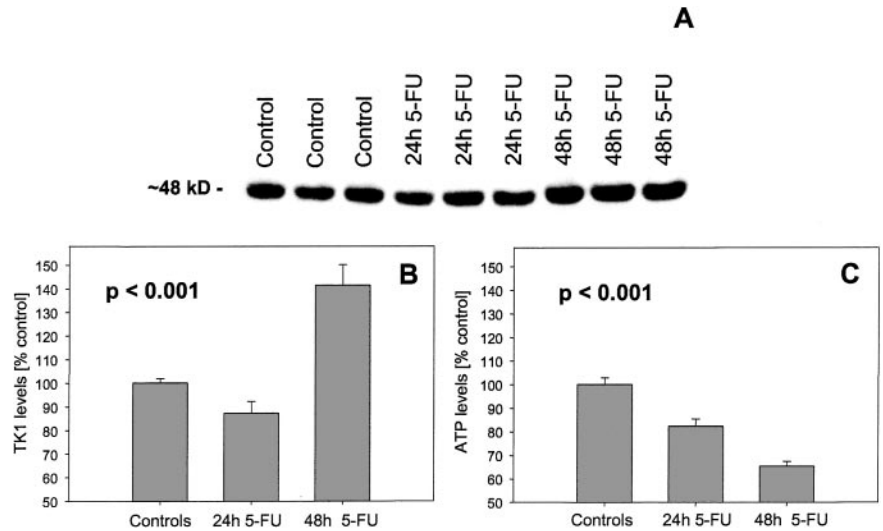 A
Control
Control
Control
24h 5-FU
24h 5-FU
24h 5-FU
48h 5-FU
48h 5-FU
48h 5-FU
~48 kD -
B
p < 0.001
TK1 levels [% control]
150
140
130
120
110
100
90
80
70
60
50
Controls 24h 5-FU 48h 5-FU
C
p < 0.001
ATP levels [% control]
150
140
130
120
110
100
90
80
70
60
50
Controls 24h 5-FU 48h 5-FU